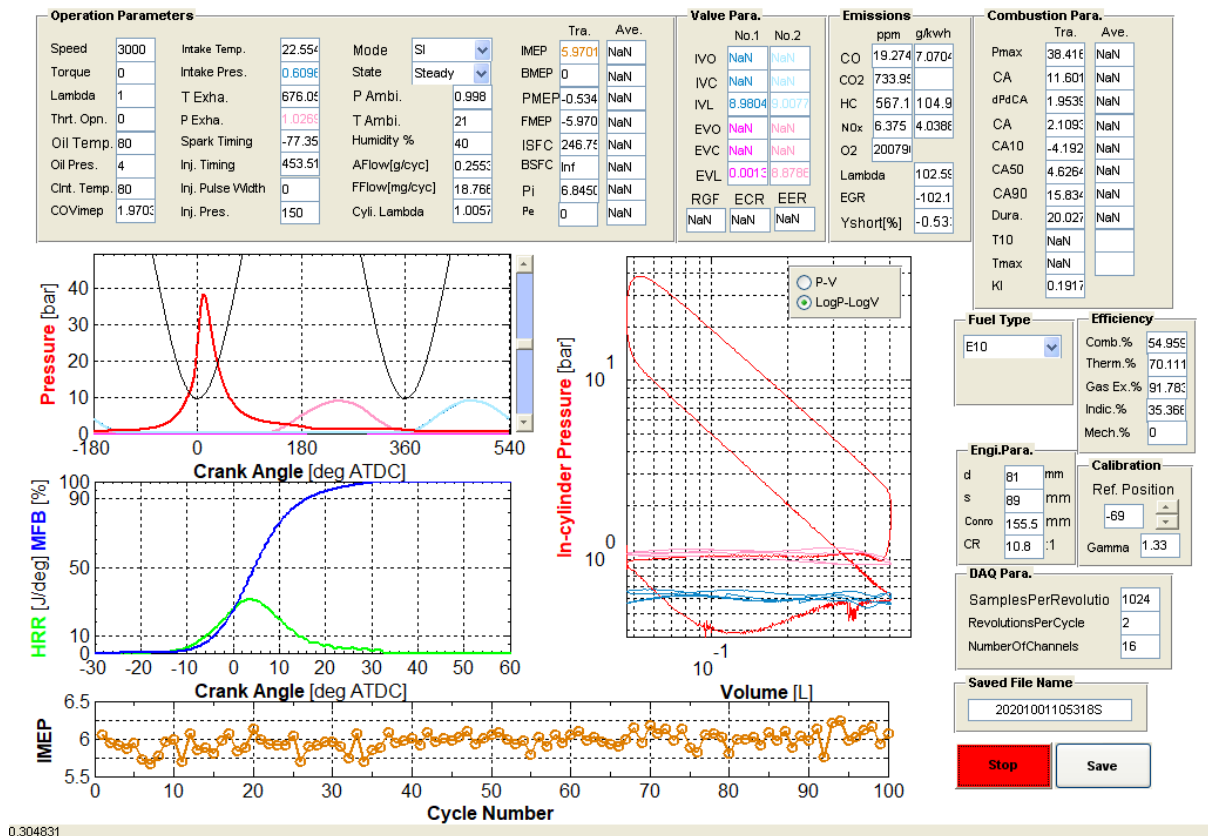 Operation Parameters
Tra. Ave.
Speed 3000 Intake Temp. 22.554 Mode SI IMEP 5.9701 NaN
Torque 0 Intake Pres. 0.6096 State Steady BMEP 0 NaN
Lambda 1 T Exha. 676.05 P Ambi. 0.998 PMEP -0.534 NaN
Thrt. Opn. 0 P Exha. 1.0269 T Ambi. 21 FMEP -5.970 NaN
Oil Temp. 80 Spark Timing -77.35 Humidity % 40 ISFC 246.75 NaN
Oil Pres. 4 Inj. Timing 453.51 AFlow[g/cyc] 0.2553 BSFC Inf NaN
Clnt. Temp. 80 Inj. Pulse Width 0 FFlow[mg/cyc] 18.766 Pi 6.8450 NaN
COVimep 1.9703 Inj. Pres. 150 Cyli. Lambda 1.0057 Pe 0 NaN
Valve Para.
No.1 No.2
IVO NaN NaN
IVC NaN NaN
IVL 8.9804 9.0077
EVO NaN NaN
EVC NaN NaN
EVL 0.0013 8.8786
RGF ECR EER
NaN NaN NaN
Emissions
ppm g/kwh
CO 19.274 7.0704
CO2 733.95
HC 567.1 104.9
NOx 6.375 4.0386
O2 20079
Lambda 102.59
EGR -102.1
Yshort[%] -0.53
Combustion Para.
Tra. Ave.
Pmax 38.416 NaN
CA 11.601 NaN
dPdCA 1.9539 NaN
CA 2.1093 NaN
CA10 -4.192 NaN
CA50 4.6264 NaN
CA90 15.834 NaN
Dura. 20.027 NaN
T10 NaN
Tmax NaN
KI 0.1917
Pressure [bar]
40
30
20
10
0
-180 0 180 360 540
Crank Angle [deg ATDC]
HRR [J/deg] MFB [%]
100
90
50
10
0
-30 -20 -10 0 10 20 30 40 50 60
Crank Angle [deg ATDC]
In-cylinder Pressure [bar]
P-V
LogP-LogV
10 1
10 0
10 -1
Volume [L]
IMEP
6.5
6
5.5
0 10 20 30 40 50 60 70 80 90 100
Cycle Number
Fuel Type
E10
Efficiency
Comb.% 54.959
Therm.% 70.111
Gas Ex.% 91.783
Indic.% 35.366
Mech.% 0
Engi.Para.
d 81 mm
s 89 mm
Conro 155.5 mm
CR 10.8 :1
Calibration
Ref. Position
-69
Gamma 1.33
DAQ Para.
SamplesPerRevolutio 1024
RevolutionsPerCycle 2
NumberOfChannels 16
Saved File Name
20201001105318S
Stop Save
0.304831